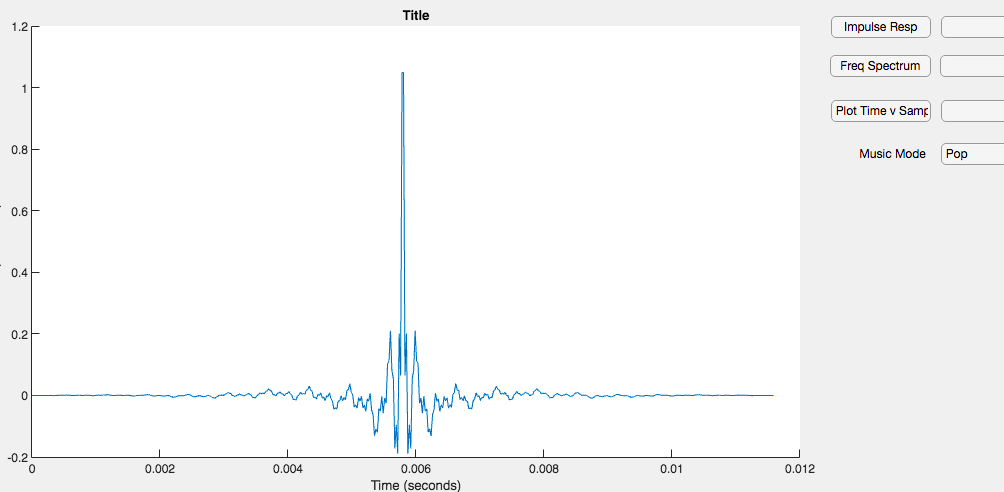 Title
1.2
1
0.8
0.6
0.4
0.2
0
-0.2
0 0.002 0.004 0.006 0.008 0.01 0.012
Time (seconds)
Impulse Resp
Freq Spectrum
Plot Time v Samp
Music Mode Pop